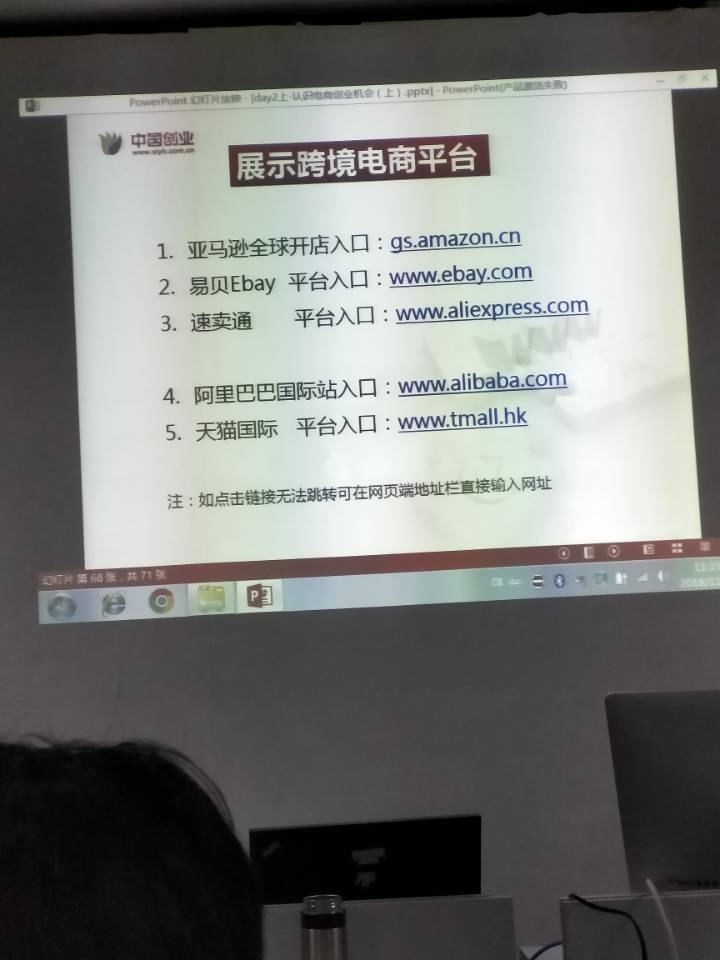 PowerPoint 幻灯片放映 - [day2上-认识电商创业机会（上）.pptx] - PowerPoint(产品激活失败)
中国创业
www.siyb.com.cn
展示跨境电商平台
1. 亚马逊全球开店入口：gs.amazon.cn
2. 易贝Ebay 平台入口：www.ebay.com
3. 速卖通 平台入口：www.aliexpress.com
4. 阿里巴巴国际站入口：www.alibaba.com
5. 天猫国际 平台入口：www.tmall.hk
注：如点击链接无法跳转可在网页端地址栏直接输入网址
幻灯片 第 68 张，共 71 张
CH